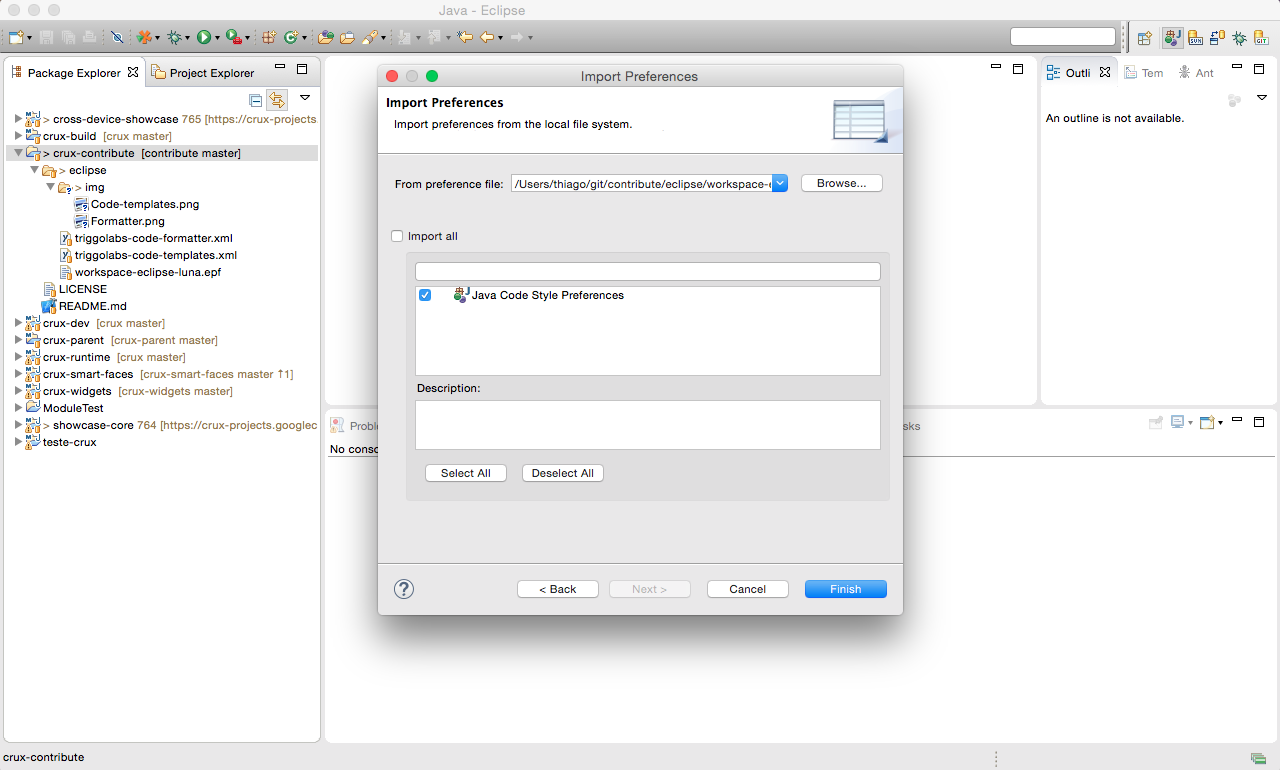 Java - Eclipse
Package Explorer
Project Explorer
> cross-device-showcase 765 [https://crux-projects.
crux-build [crux master]
> crux-contribute [contribute master]
> eclipse
> img
Code-templates.png
Formatter.png
triggolabs-code-formatter.xml
triggolabs-code-templates.xml
workspace-eclipse-luna.epf
LICENSE
README.md
crux-dev [crux master]
crux-parent [crux-parent master]
crux-runtime [crux master]
crux-smart-faces [crux-smart-faces master ↑1]
crux-widgets [crux-widgets master]
ModuleTest
> showcase-core 764 [https://crux-projects.googlec
teste-crux
Import Preferences
Import Preferences
Import preferences from the local file system.
From preference file:
/Users/thiago/git/contribute/eclipse/workspace-e
Browse...
Import all
Java Code Style Preferences
Description:
Select All
Deselect All
?
< Back
Next >
Cancel
Finish
Outli
Tem
Ant
An outline is not available.
Proble
sks
No conso
crux-contribute